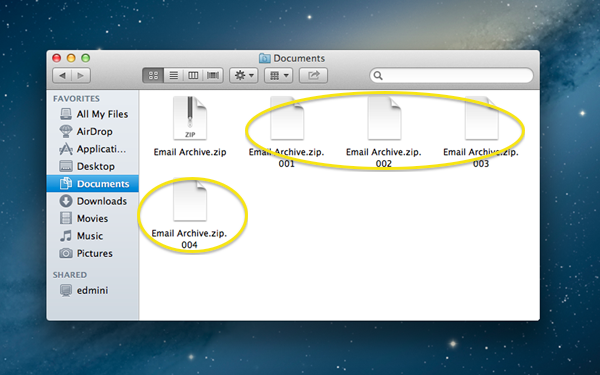 Documents
FAVORITES
All My Files
AirDrop
Applicati...
Desktop
Documents
Downloads
Movies
Music
Pictures
SHARED
edmini
ZIP
Email Archive.zip
Email Archive.zip.
001
Email Archive.zip.
002
Email Archive.zip.
003
Email Archive.zip.
004